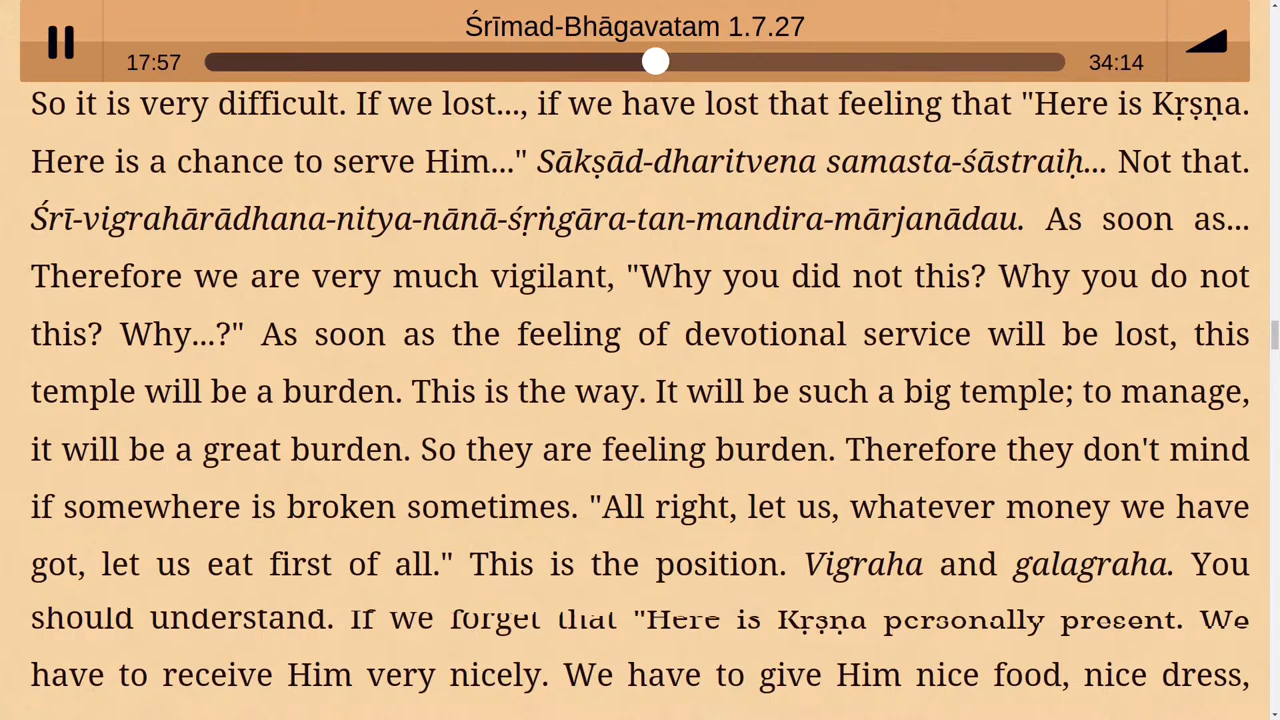 Śrīmad-Bhāgavatam 1.7.27
17:57 34:14
So it is very difficult. If we lost..., if we have lost that feeling that "Here is Kṛṣṇa.
Here is a chance to serve Him..." Sākṣād-dharitvena samasta-śāstraiḥ... Not that.
Śrī-vigrahārādhana-nitya-nānā-śṛṅgāra-tan-mandira-mārjanādau. As soon as...
Therefore we are very much vigilant, "Why you did not this? Why you do not
this? Why...?" As soon as the feeling of devotional service will be lost, this
temple will be a burden. This is the way. It will be such a big temple; to manage,
it will be a great burden. So they are feeling burden. Therefore they don't mind
if somewhere is broken sometimes. "All right, let us, whatever money we have
got, let us eat first of all." This is the position. Vigraha and galagraha. You
should understand. If we forget that "Here is Kṛṣṇa personally present. We
have to receive Him very nicely. We have to give Him nice food, nice dress,